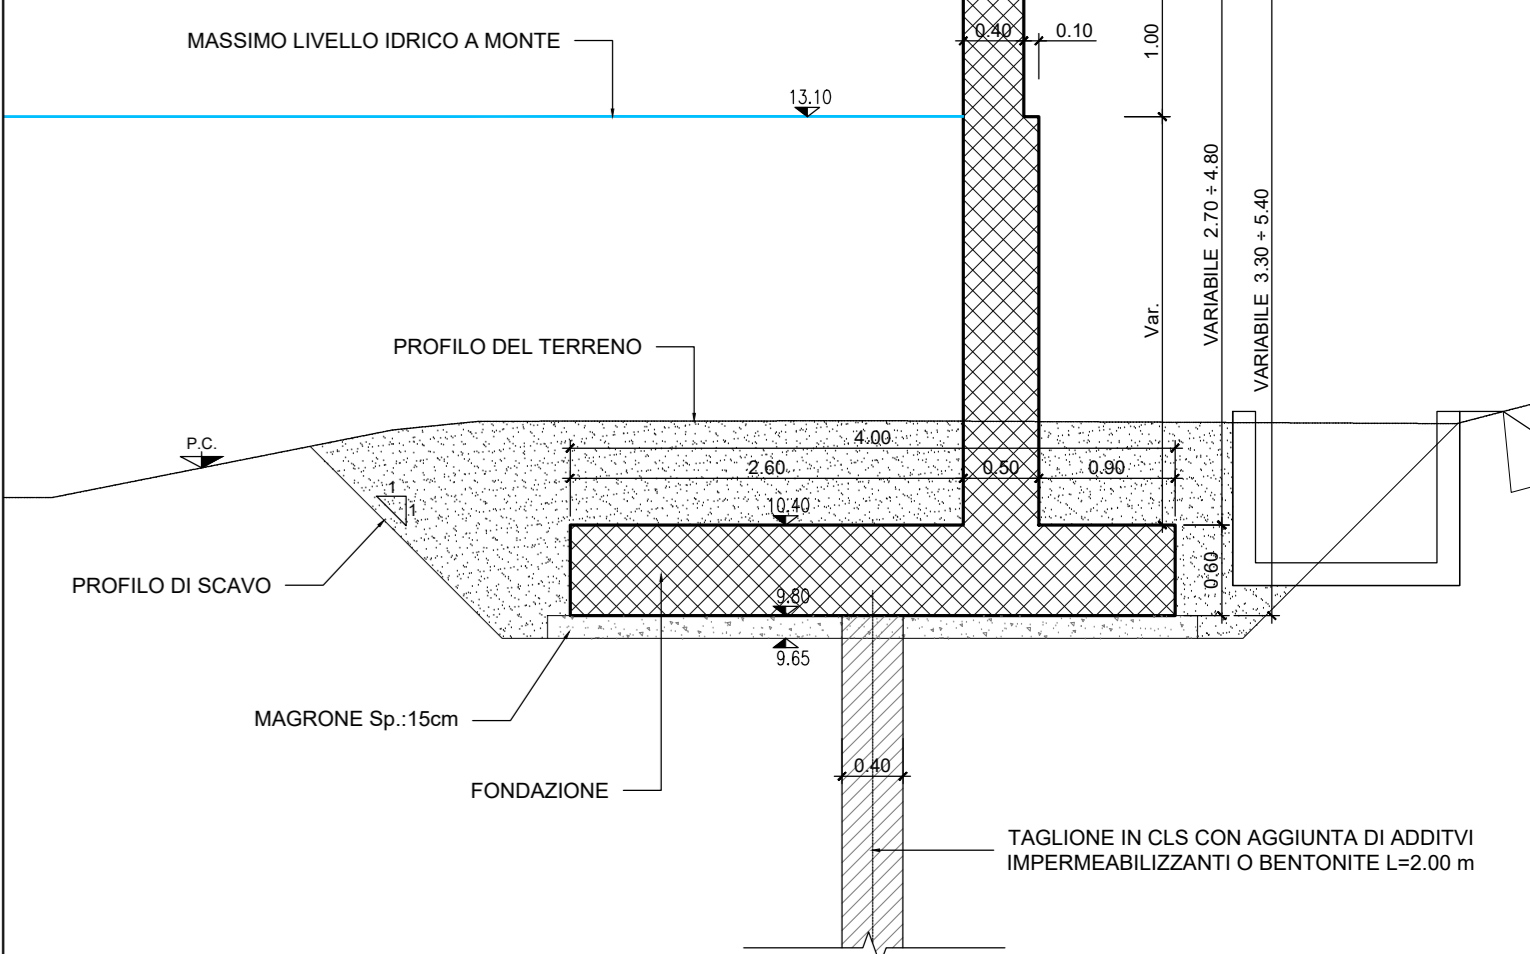 0.40
0.10
1.00
MASSIMO LIVELLO IDRICO A MONTE
13.10
VARIABILE 2.70 ÷ 4.80
VARIABILE 3.30 ÷ 5.40
Var.
PROFILO DEL TERRENO
P.C.
4.00
2.60
0.50
0.90
1
1
10.40
PROFILO DI SCAVO
0.60
9.80
9.65
MAGRONE Sp.:15cm
0.40
FONDAZIONE
TAGLIONE IN CLS CON AGGIUNTA DI ADDITVI
IMPERMEABILIZZANTI O BENTONITE L=2.00 m